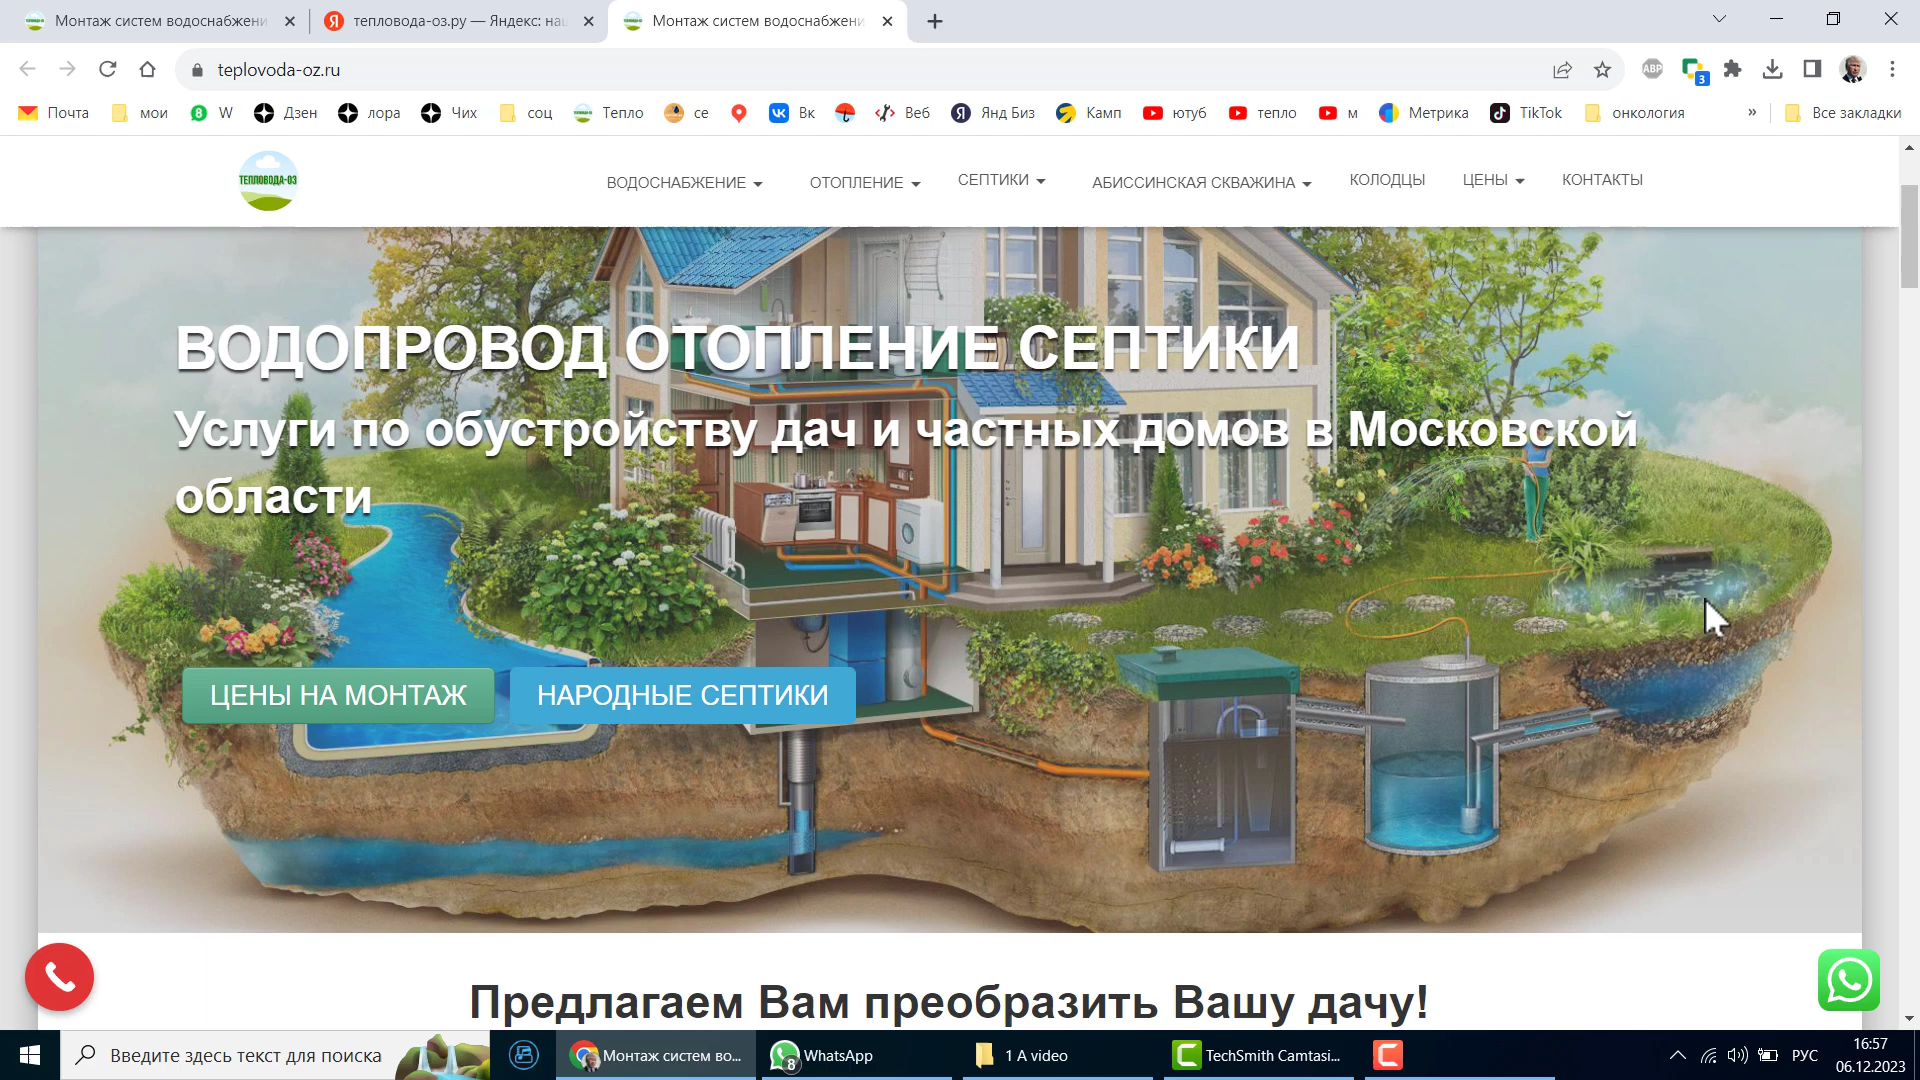 Монтаж систем водоснабжени
тепловода-оз.ру — Яндекс: на
Монтаж систем водоснабжени
teplovoda-oz.ru
ABP
3
Почта
мои
W
Дзен
лора
Чих
соц
Тепло
се
Вк
Веб
Янд Биз
Камп
ютуб
тепло
м
Метрика
TikTok
онкология
»
Все закладки
ТЕПЛОВОДА-ОЗ
ВОДОСНАБЖЕНИЕ
ОТОПЛЕНИЕ
СЕПТИКИ
АБИССИНСКАЯ СКВАЖИНА
КОЛОДЦЫ
ЦЕНЫ
КОНТАКТЫ
ВОДОПРОВОД ОТОПЛЕНИЕ СЕПТИКИ
Услуги по обустройству дач и частных домов в Московской
области
ЦЕНЫ НА МОНТАЖ
НАРОДНЫЕ СЕПТИКИ
Предлагаем Вам преобразить Вашу дачу!
Введите здесь текст для поиска
Монтаж систем во...
8
WhatsApp
1 A video
TechSmith Camtasi...
РУС
16:57
06.12.2023